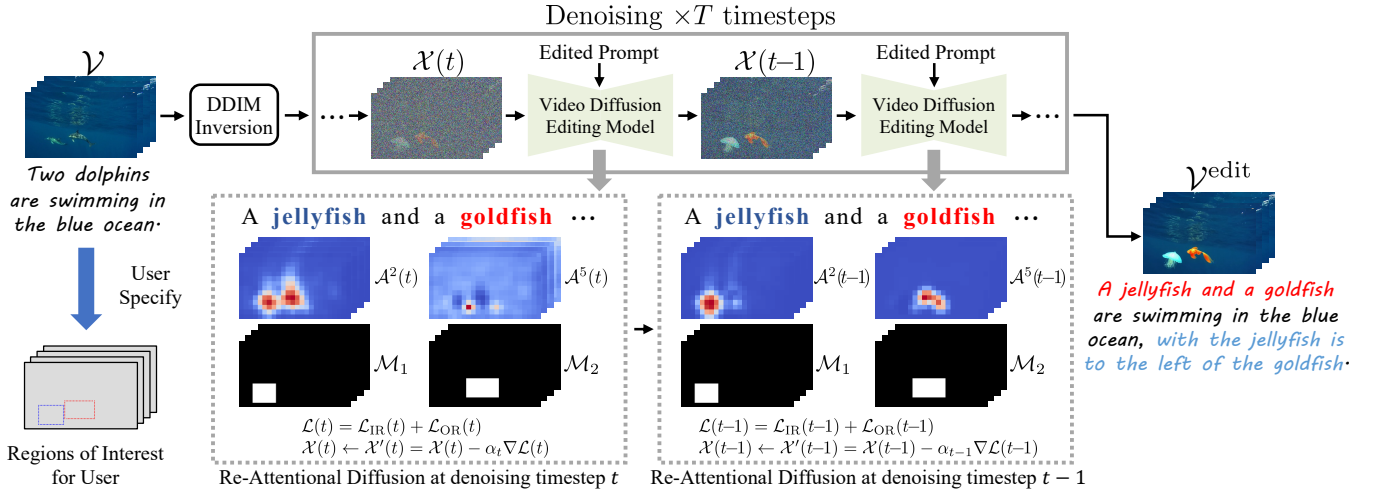 Denoising ×T timesteps
𝒱
DDIM
Inversion
···
𝒳(t)
Edited Prompt
Video Diffusion
Editing Model
𝒳(t−1)
Edited Prompt
Video Diffusion
Editing Model
···
Two dolphins
are swimming in
the blue ocean.
User
Specify
Regions of Interest
for User
A jellyfish and a goldfish ···
𝒜²(t)
𝒜⁵(t)
ℳ₁
ℳ₂
ℒ(t) = ℒ_IR(t) + ℒ_OR(t)
𝒳(t) ← 𝒳′(t) = 𝒳(t) − α_t∇ℒ(t)
Re-Attentional Diffusion at denoising timestep t
A jellyfish and a goldfish ···
𝒜²(t−1)
𝒜⁵(t−1)
ℳ₁
ℳ₂
ℒ(t−1) = ℒ_IR(t−1) + ℒ_OR(t−1)
𝒳(t−1) ← 𝒳′(t−1) = 𝒳(t−1) − α_{t−1}∇ℒ(t−1)
Re-Attentional Diffusion at denoising timestep t − 1
𝒱^edit
A jellyfish and a goldfish
are swimming in the blue
ocean, with the jellyfish is
to the left of the goldfish.